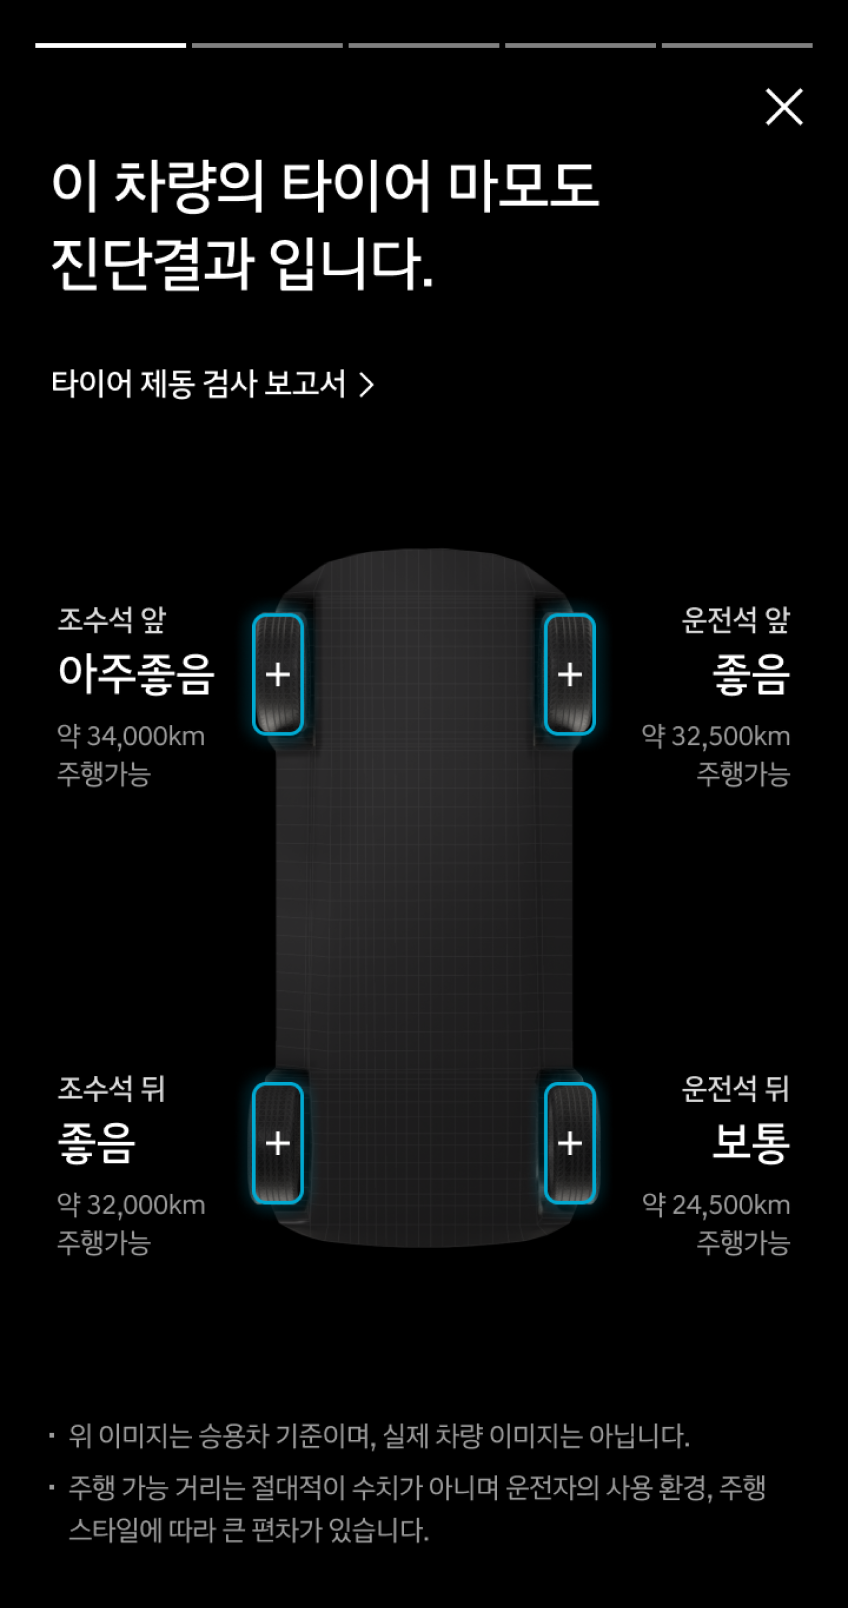 이 차량의 타이어 마모도
진단결과 입니다.
타이어 제동 검사 보고서 >
조수석 앞
아주좋음
약 34,000km
주행가능
운전석 앞
좋음
약 32,500km
주행가능
조수석 뒤
좋음
약 32,000km
주행가능
운전석 뒤
보통
약 24,500km
주행가능
· 위 이미지는 승용차 기준이며, 실제 차량 이미지는 아닙니다.
· 주행 가능 거리는 절대적이 수치가 아니며 운전자의 사용 환경, 주행
스타일에 따라 큰 편차가 있습니다.